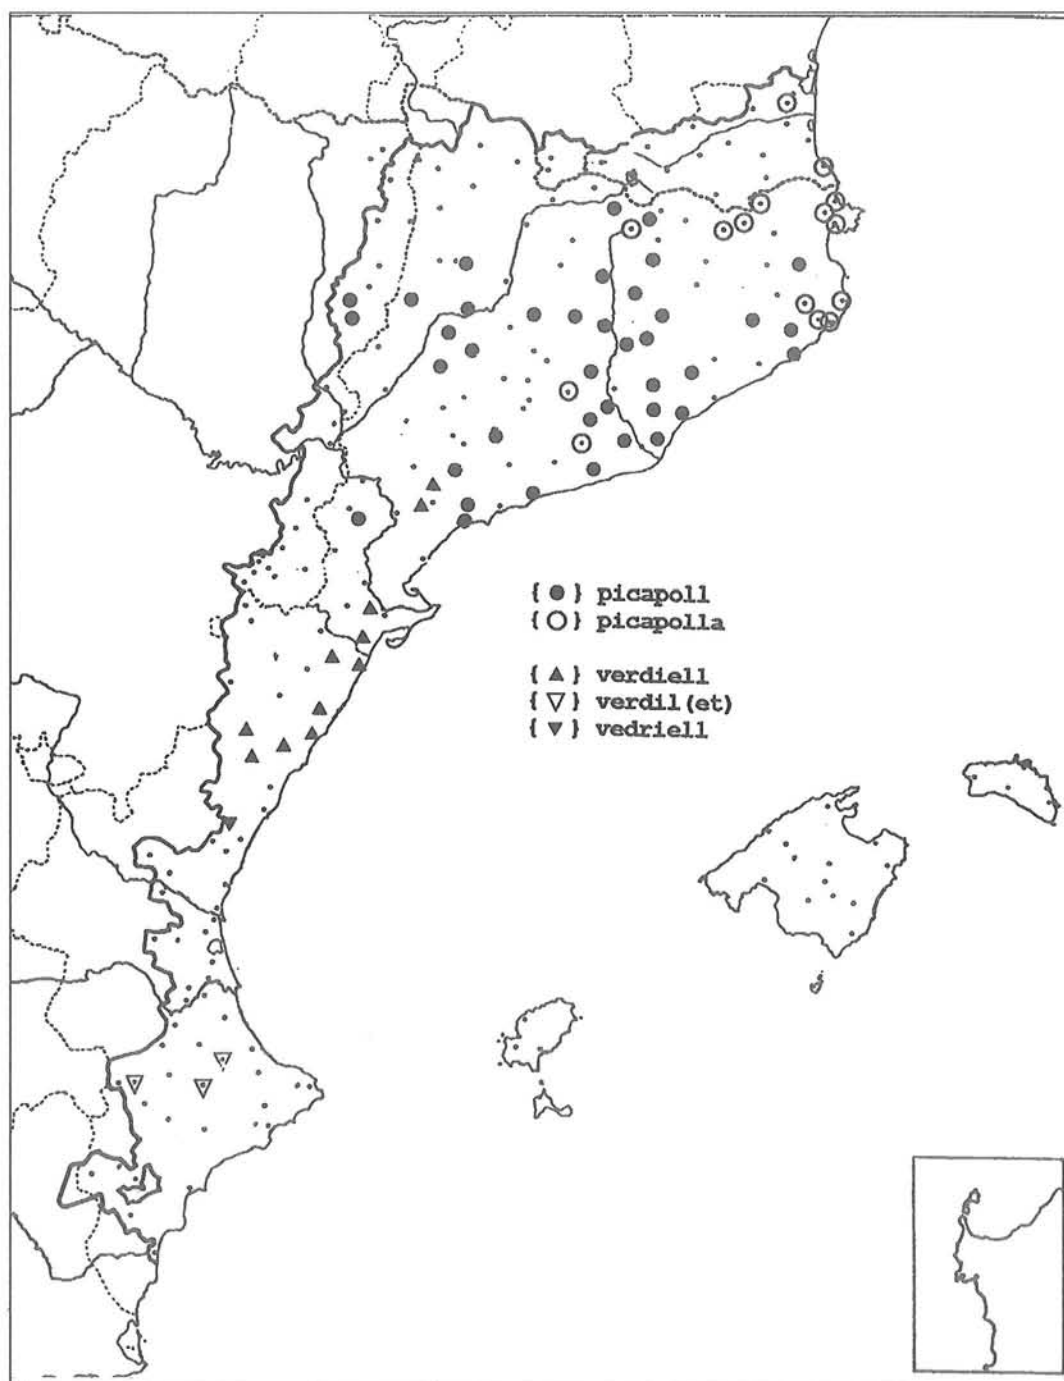 { ● } picapoll
{ ○ } picapolla
{ ▲ } verdiell
{ ▽ } verdil(et)
{ ▼ } vedriell